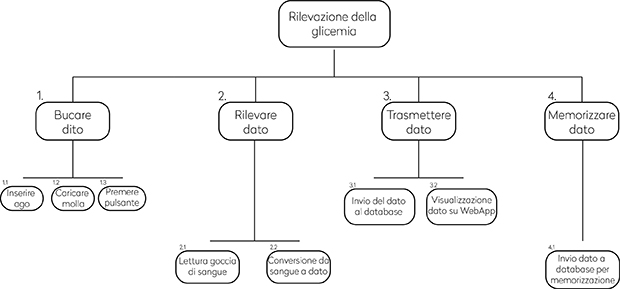 Rilevazione della
glicemia
1.
Bucare
dito
2.
Rilevare
dato
3.
Trasmettere
dato
4.
Memorizzare
dato
1.1
Inserire
ago
1.2
Coricare
molla
1.3
Premere
pulsante
3.1
Invio del dato
al database
3.2
Visualizzazione
dato su WebApp
2.1
Lettura goccia
di sangue
2.2
Conversione da
sangue a dato
4.1
Invio dato a
database per
memorizzazione